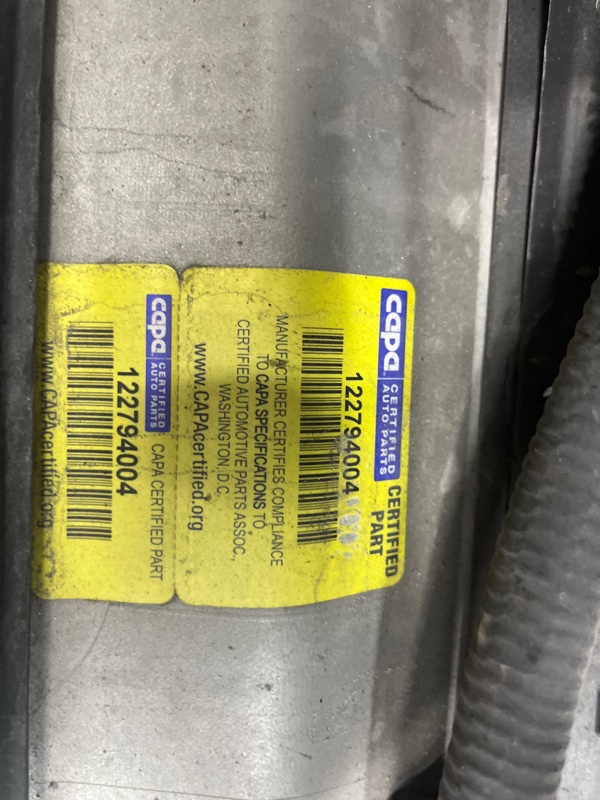 capa CERTIFIED
AUTO PARTS
CERTIFIED
PART
122794004
MANUFACTURER CERTIFIES COMPLIANCE
TO CAPA SPECIFICATIONS TO
CERTIFIED AUTOMOTIVE PARTS ASSOC.,
WASHINGTON, D.C.
www.CAPAcertified.org
capa CERTIFIED
AUTO PARTS
CAPA CERTIFIED PART
122794004
www.CAPAcertified.org